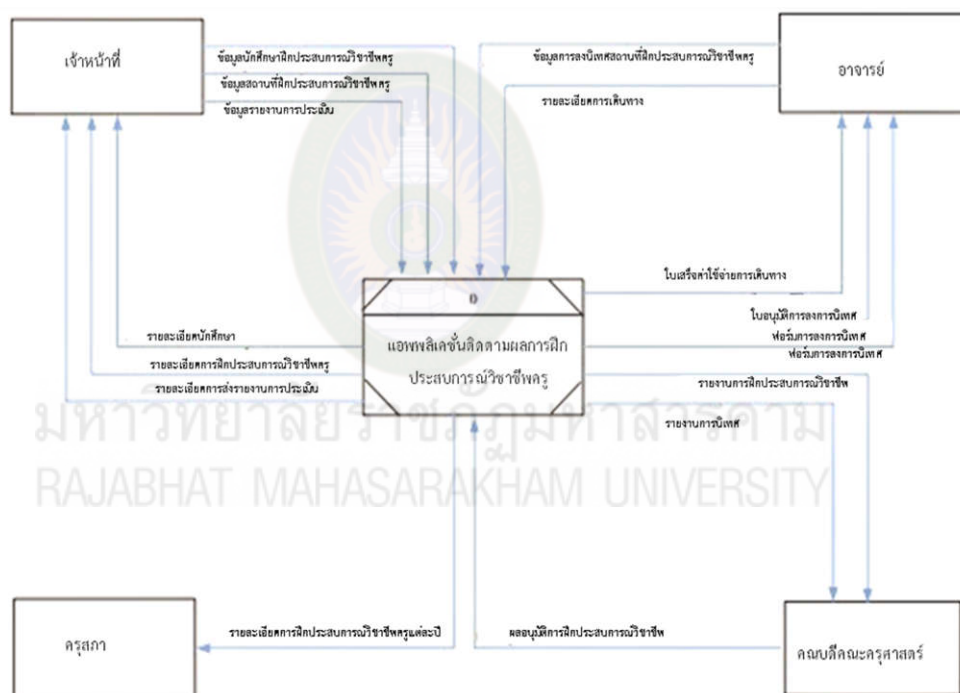 เจ้าหน้าที่
ข้อมูลนักศึกษาฝึกประสบการณ์วิชาชีพครู
ข้อมูลสถานที่ฝึกประสบการณ์วิชาชีพครู
ข้อมูลรายงานการประเมิน
ข้อมูลการลงนิเทศสถานที่ฝึกประสบการณ์วิชาชีพครู
รายละเอียดการเดินทาง
อาจารย์
0
แอพพลิเคชั่นติดตามผลการฝึก
ประสบการณ์วิชาชีพครู
ใบเสร็จค่าใช้จ่ายการเดินทาง
ใบอนุมัติการลงการนิเทศ
ฟอร์มการลงการนิเทศ
ฟอร์มการลงการนิเทศ
รายละเอียดนักศึกษา
รายละเอียดการฝึกประสบการณ์วิชาชีพครู
รายละเอียดการส่งรายงานการประเมิน
รายงานการฝึกประสบการณ์วิชาชีพ
รายงานการนิเทศ
มหาวิทยาลัยราชภัฏมหาสารคาม
RAJABHAT MAHASARAKHAM UNIVERSITY
คุรุสภา
รายละเอียดการฝึกประสบการณ์วิชาชีพครูแต่ละปี
ผลอนุมัติการฝึกประสบการณ์วิชาชีพ
คณบดีคณะครุศาสตร์